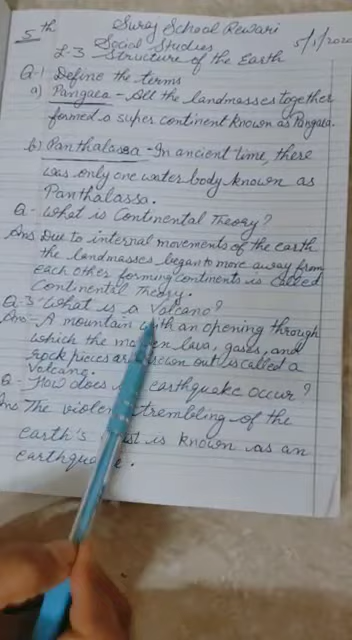 5th Suraj School Rewari
Social Studies 5/5/2020
L.3 Structure of the Earth
Q-1 Define the terms
a) Pangaea - All the landmasses together
formed a super continent known as Pangaea.
b) Panthalassa - In ancient time, there
was only one water body known as
Panthalassa.
Q- What is Continental Theory?
Ans Due to internal movements of the earth
the landmasses began to move away from
each other forming continents is called
Continental Theory.
Q-3 What is a Volcano?
Ans- A mountain with an opening through
which the lava, gases, and
rock pieces are out is called a
Volcano.
Q- How does earthquake occur?
Ans The trembling of the
earth's is known as an
earthquake.